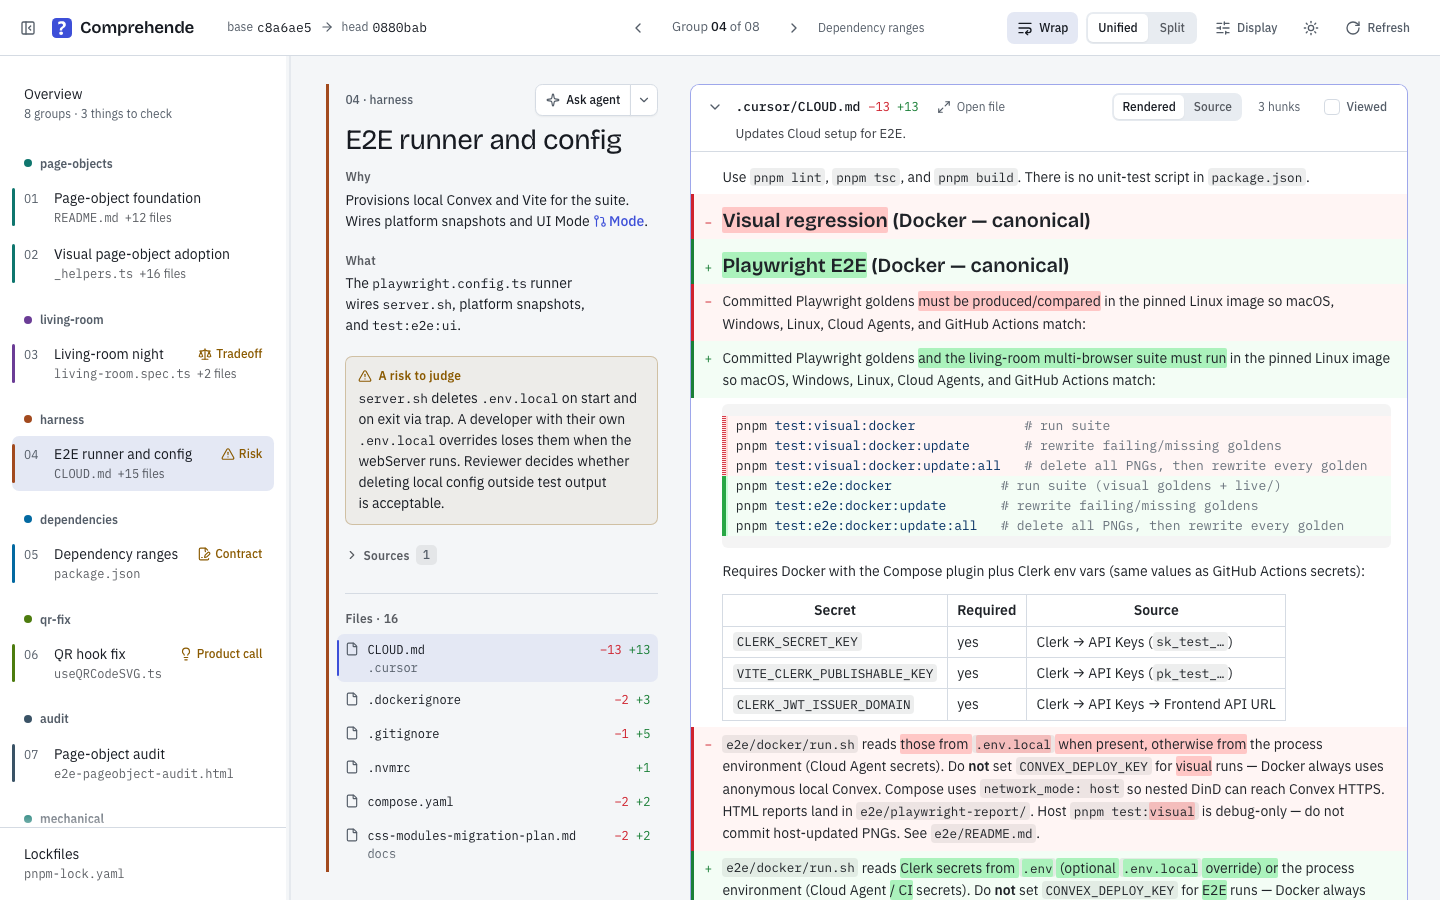 Comprehende
base c8a6ae5 → head 0880bab
Group 04 of 08
Dependency ranges
Wrap
Unified
Split
Display
Refresh
Overview
8 groups · 3 things to check
page-objects
01 Page-object foundation
README.md +12 files
02 Visual page-object adoption
_helpers.ts +16 files
living-room
03 Living-room night Tradeoff
living-room.spec.ts +2 files
harness
04 E2E runner and config Risk
CLOUD.md +15 files
dependencies
05 Dependency ranges Contract
package.json
qr-fix
06 QR hook fix Product call
useQRCodeSVG.ts
audit
07 Page-object audit
e2e-pageobject-audit.html
mechanical
Lockfiles
pnpm-lock.yaml
04 · harness
Ask agent
E2E runner and config
Why
Provisions local Convex and Vite for the suite.
Wires platform snapshots and UI Mode Mode.
What
The playwright.config.ts runner
wires server.sh, platform snapshots,
and test:e2e:ui.
A risk to judge
server.sh deletes .env.local on start and
on exit via trap. A developer with their own
.env.local overrides loses them when the
webServer runs. Reviewer decides whether
deleting local config outside test output
is acceptable.
Sources 1
Files · 16
CLOUD.md −13 +13
.cursor
.dockerignore −2 +3
.gitignore −1 +5
.nvmrc +1
compose.yaml −2 +2
css-modules-migration-plan.md −2 +2
docs
.cursor/CLOUD.md −13 +13 Open file
Rendered
Source
3 hunks
Viewed
Updates Cloud setup for E2E.
Use pnpm lint, pnpm tsc, and pnpm build. There is no unit-test script in package.json.
− Visual regression (Docker — canonical)
+ Playwright E2E (Docker — canonical)
− Committed Playwright goldens must be produced/compared in the pinned Linux image so macOS,
Windows, Linux, Cloud Agents, and GitHub Actions match:
+ Committed Playwright goldens and the living-room multi-browser suite must run in the pinned Linux image
so macOS, Windows, Linux, Cloud Agents, and GitHub Actions match:
pnpm test:visual:docker # run suite
pnpm test:visual:docker:update # rewrite failing/missing goldens
pnpm test:visual:docker:update:all # delete all PNGs, then rewrite every golden
pnpm test:e2e:docker # run suite (visual goldens + live/)
pnpm test:e2e:docker:update # rewrite failing/missing goldens
pnpm test:e2e:docker:update:all # delete all PNGs, then rewrite every golden
Requires Docker with the Compose plugin plus Clerk env vars (same values as GitHub Actions secrets):
Secret Required Source
CLERK_SECRET_KEY yes Clerk → API Keys (sk_test_…)
VITE_CLERK_PUBLISHABLE_KEY yes Clerk → API Keys (pk_test_…)
CLERK_JWT_ISSUER_DOMAIN yes Clerk → API Keys → Frontend API URL
− e2e/docker/run.sh reads those from .env.local when present, otherwise from the process
environment (Cloud Agent secrets). Do not set CONVEX_DEPLOY_KEY for visual runs — Docker always uses
anonymous local Convex. Compose uses network_mode: host so nested DinD can reach Convex HTTPS.
HTML reports land in e2e/playwright-report/. Host pnpm test:visual is debug-only — do not
commit host-updated PNGs. See e2e/README.md.
+ e2e/docker/run.sh reads Clerk secrets from .env (optional .env.local override) or the process
environment (Cloud Agent / CI secrets). Do not set CONVEX_DEPLOY_KEY for E2E runs — Docker always